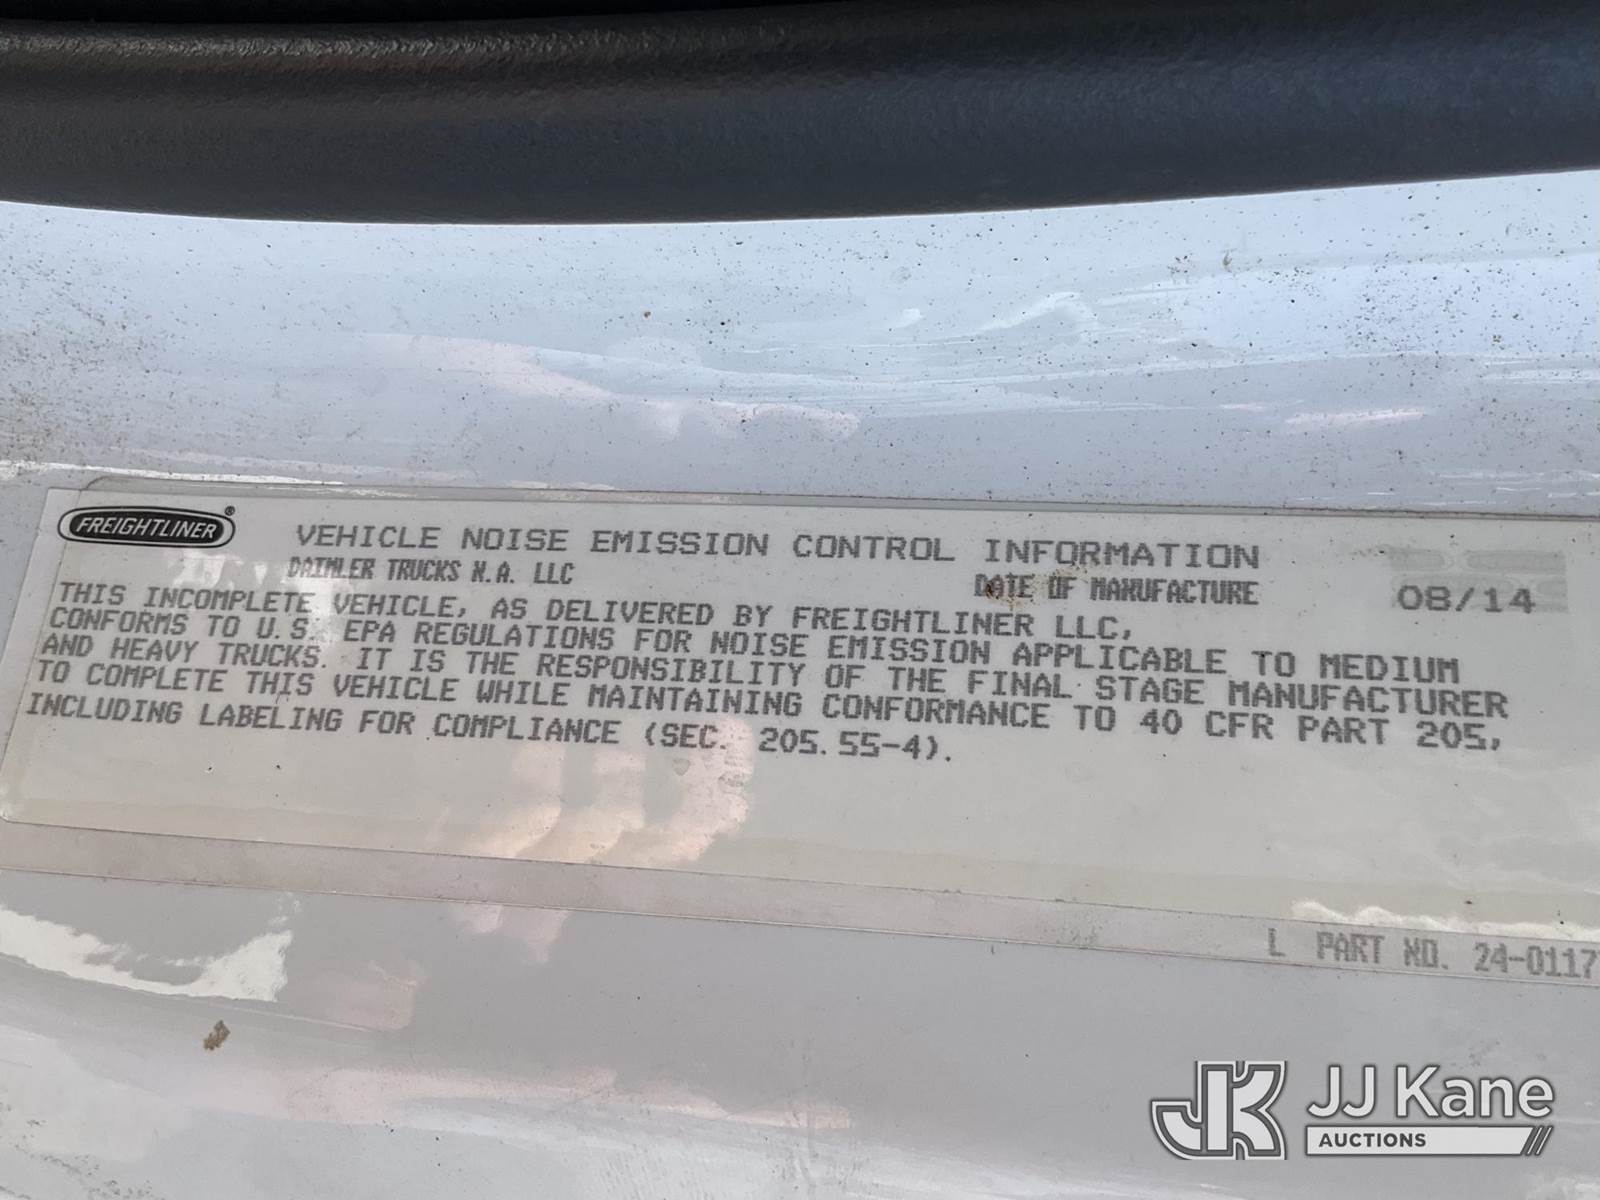 FREIGHTLINER®
VEHICLE NOISE EMISSION CONTROL INFORMATION
DAIMLER TRUCKS N.A. LLC
DATE OF MANUFACTURE 08/14
THIS INCOMPLETE VEHICLE, AS DELIVERED BY FREIGHTLINER LLC,
CONFORMS TO U.S. EPA REGULATIONS FOR NOISE EMISSION APPLICABLE TO MEDIUM
AND HEAVY TRUCKS. IT IS THE RESPONSIBILITY OF THE FINAL STAGE MANUFACTURER
TO COMPLETE THIS VEHICLE WHILE MAINTAINING CONFORMANCE TO 40 CFR PART 205,
INCLUDING LABELING FOR COMPLIANCE (SEC. 205.55-4).
L PART NO. 24-0117
JK JJ Kane
AUCTIONS